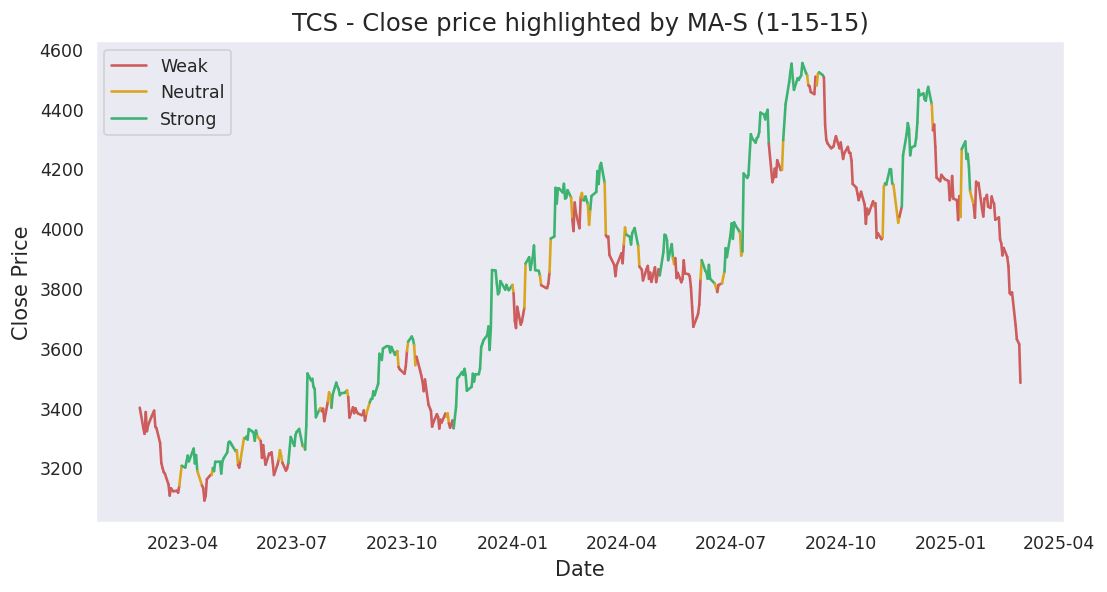 TCS - Close price highlighted by MA-S (1-15-15)
Weak
Neutral
Strong
Close Price
4600
4400
4200
4000
3800
3600
3400
3200
2023-04 2023-07 2023-10 2024-01 2024-04 2024-07 2024-10 2025-01 2025-04
Date